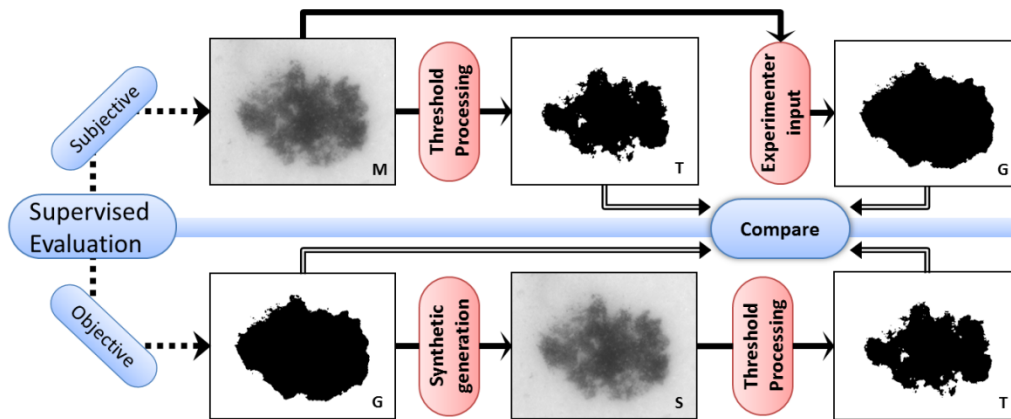 Subjective
M
Threshold
Processing
T
Experimenter
input
G
Supervised
Evaluation
Compare
Objective
G
Synthetic
generation
S
Threshold
Processing
T